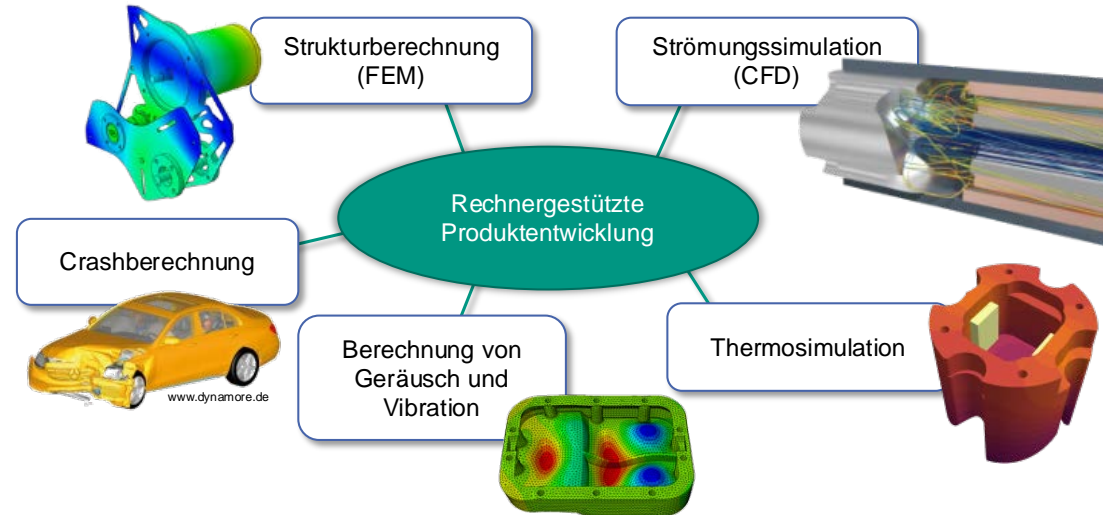 Strukturberechnung
(FEM)
Strömungssimulation
(CFD)
Rechnergestützte
Produktentwicklung
Crashberechnung
www.dynamore.de
Berechnung von
Geräusch und
Vibration
Thermosimulation